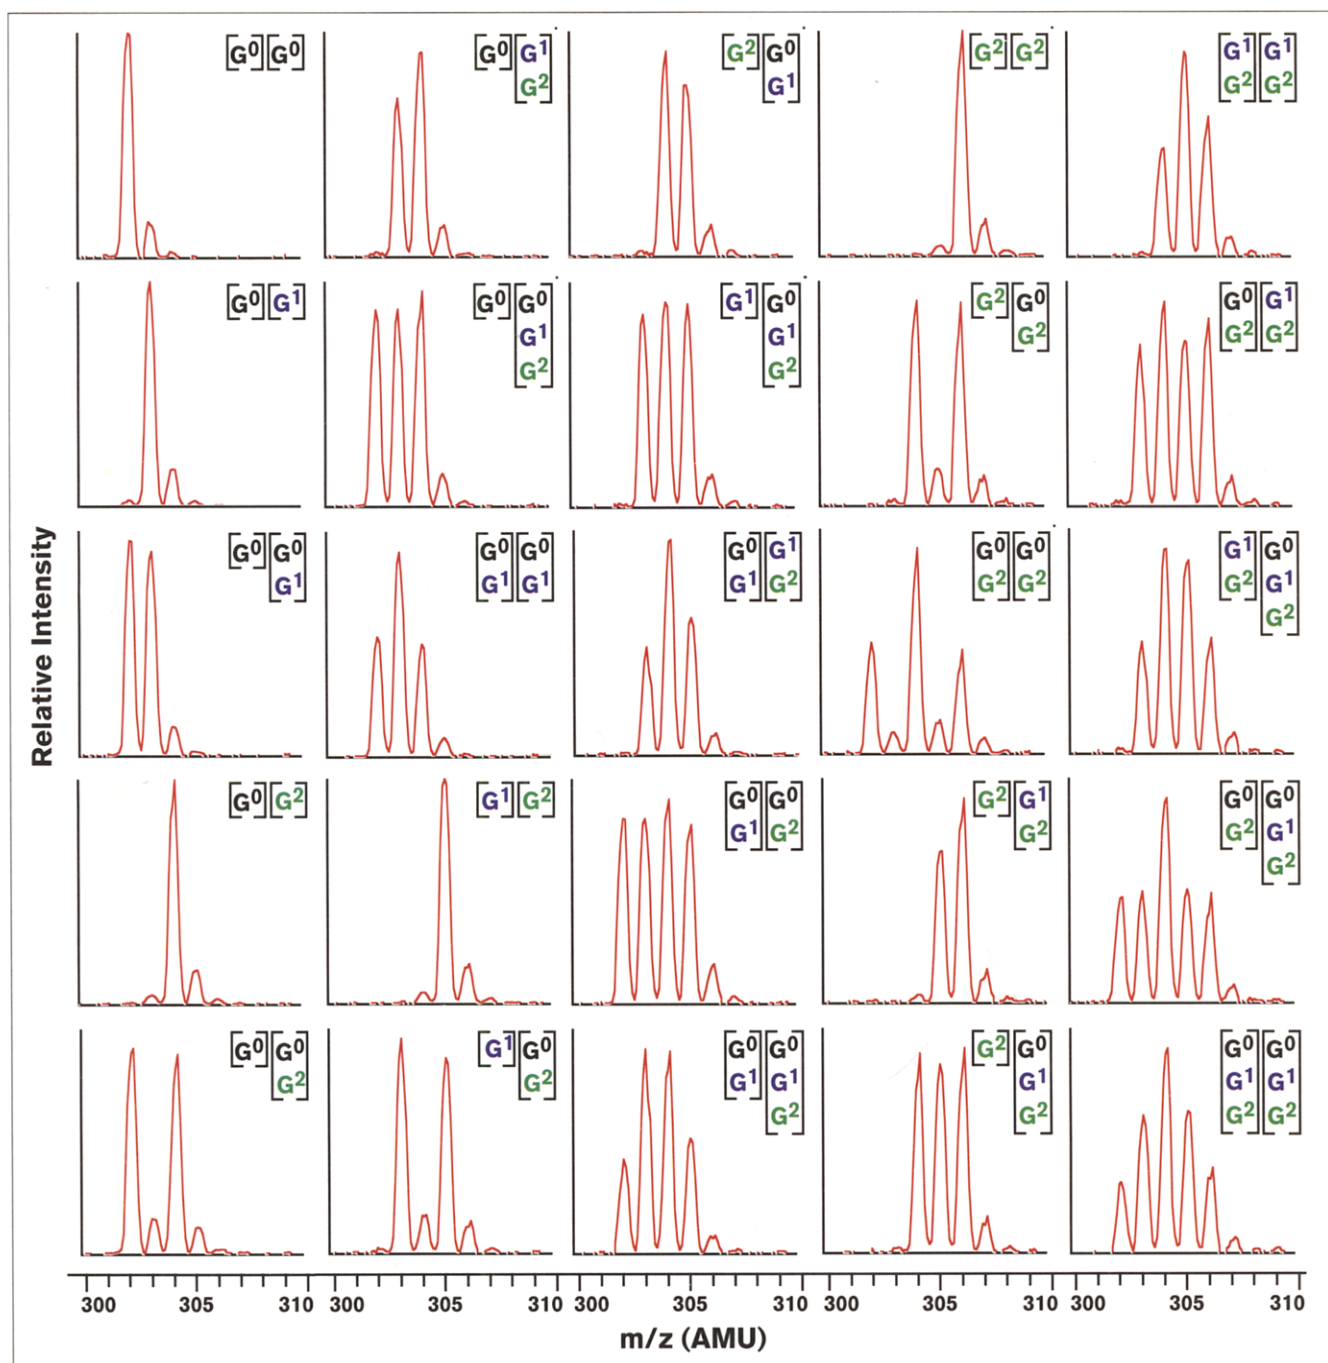 [G⁰][G⁰]
[G⁰][G¹
G²]
[G²][G⁰
G¹]
[G²][G²]
[G¹ G²][G¹ G²]
[G⁰][G¹]
[G⁰][G⁰
G¹
G²]
[G¹][G⁰
G¹
G²]
[G²][G⁰
G²]
[G⁰ G²][G¹ G²]
[G⁰][G⁰
G¹]
[G⁰ G¹][G⁰ G¹]
[G⁰ G¹][G¹ G²]
[G⁰ G²][G⁰ G²]
[G¹ G²][G⁰ G¹
G²]
[G⁰][G²]
[G¹][G²]
[G⁰ G¹][G⁰ G²]
[G²][G¹
G²]
[G⁰ G²][G⁰ G¹
G²]
[G⁰][G⁰
G²]
[G¹][G⁰
G²]
[G⁰ G¹][G⁰ G¹
G²]
[G²][G⁰
G¹
G²]
[G⁰ G¹ G²][G⁰ G¹ G²]
Relative Intensity
300 305 310 300 305 310 300 305 310 300 305 310 300 305 310
m/z (AMU)